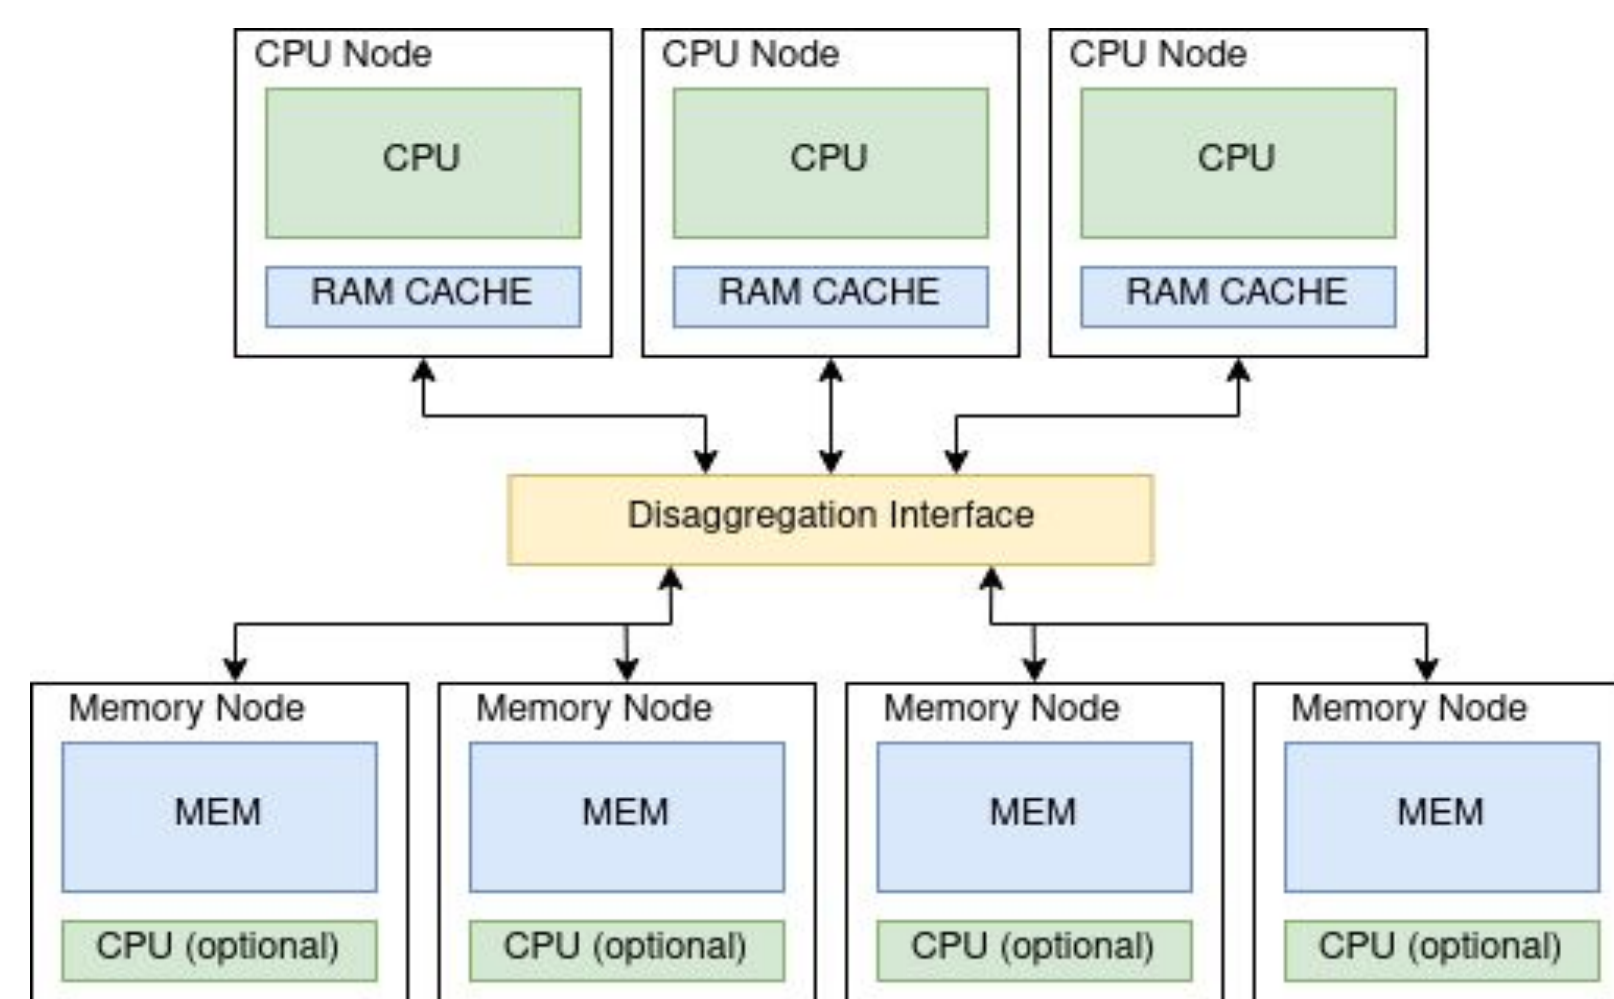 CPU Node
CPU Node
CPU Node
CPU
CPU
CPU
RAM CACHE
RAM CACHE
RAM CACHE
Disaggregation Interface
Memory Node
Memory Node
Memory Node
Memory Node
MEM
MEM
MEM
MEM
CPU (optional)
CPU (optional)
CPU (optional)
CPU (optional)